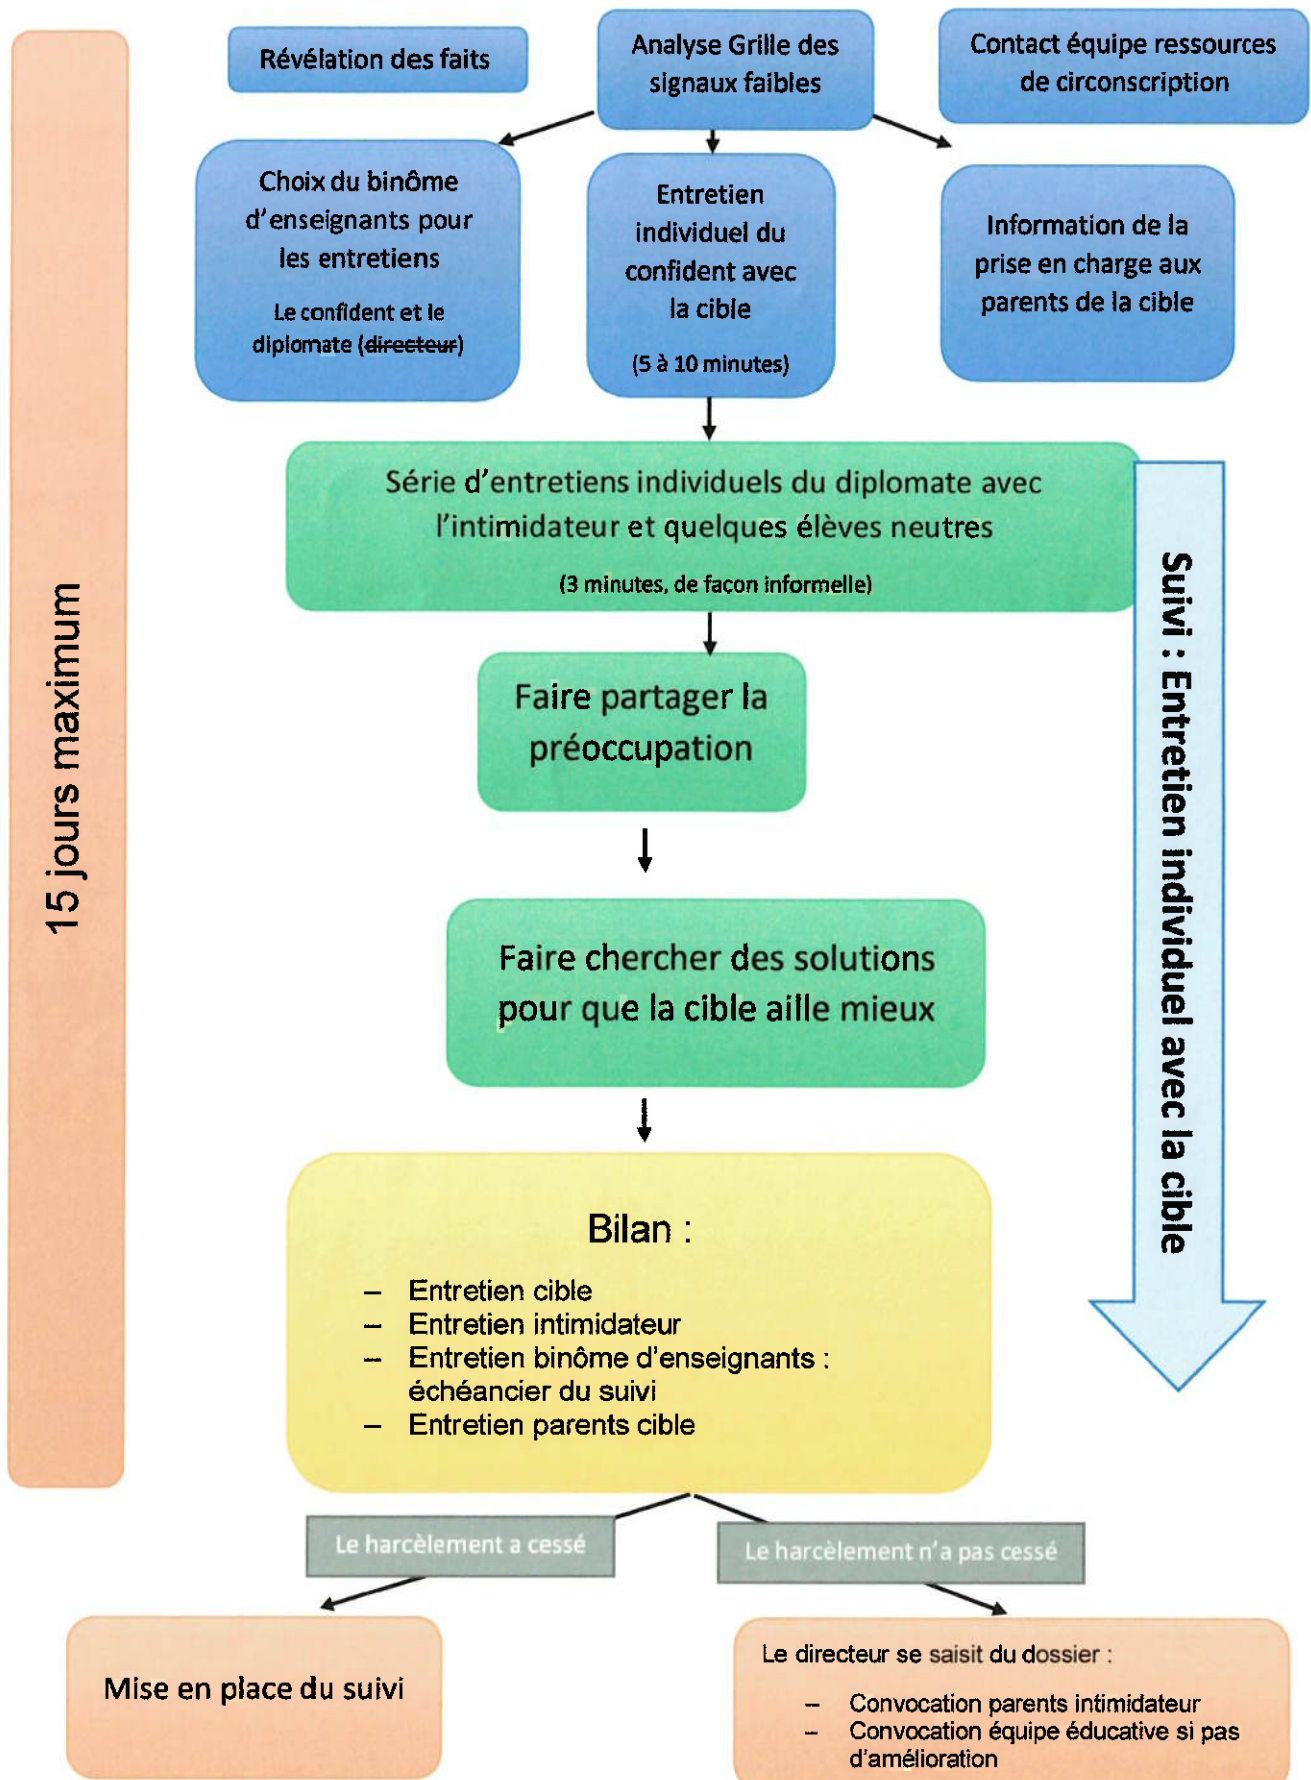 Révélation des faits
Analyse Grille des
signaux faibles
Contact équipe ressources
de circonscription
Choix du binôme
d'enseignants pour
les entretiens
Le confident et le
diplomate (directeur)
Entretien
individuel du
confident avec
la cible
(5 à 10 minutes)
Information de la
prise en charge aux
parents de la cible
Série d'entretiens individuels du diplomate avec
l'intimidateur et quelques élèves neutres
(3 minutes, de façon informelle)
15 jours maximum
Suivi : Entretien individuel avec la cible
Faire partager la
préoccupation
Faire chercher des solutions
pour que la cible aille mieux
Bilan :
– Entretien cible
– Entretien intimidateur
– Entretien binôme d'enseignants :
échéancier du suivi
– Entretien parents cible
Le harcèlement a cessé
Le harcèlement n'a pas cessé
Mise en place du suivi
Le directeur se saisit du dossier :
– Convocation parents intimidateur
– Convocation équipe éducative si pas
d'amélioration